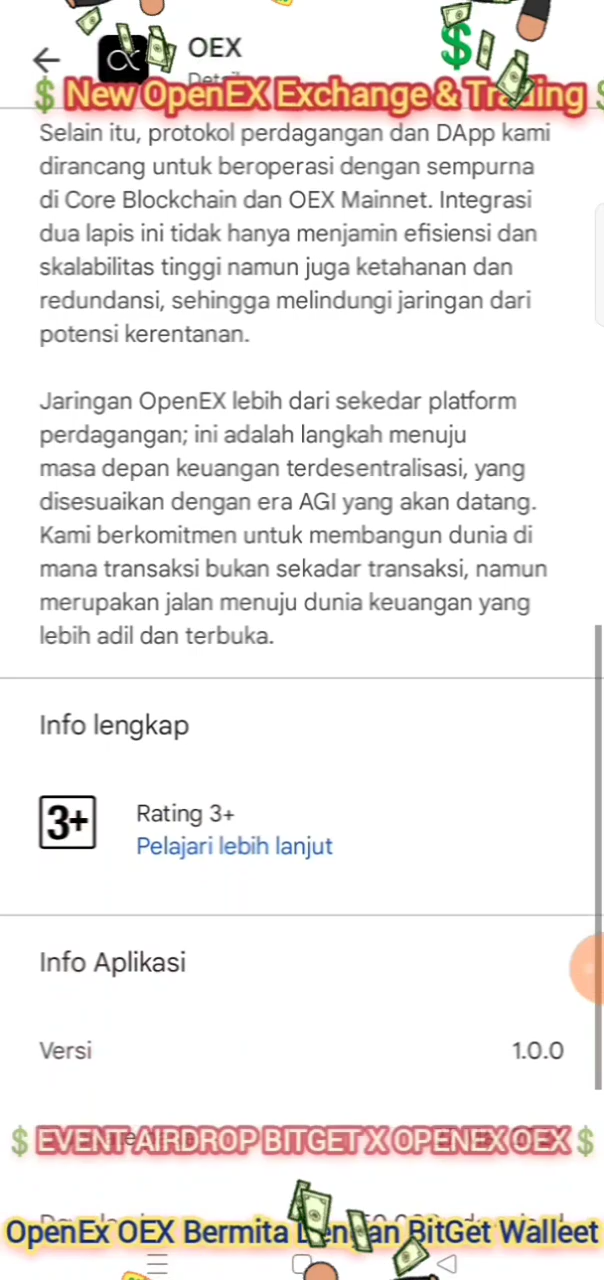 OEX
$ New OpenEX Exchange & Trading $
Selain itu, protokol perdagangan dan DApp kami
dirancang untuk beroperasi dengan sempurna
di Core Blockchain dan OEX Mainnet. Integrasi
dua lapis ini tidak hanya menjamin efisiensi dan
skalabilitas tinggi namun juga ketahanan dan
redundansi, sehingga melindungi jaringan dari
potensi kerentanan.
Jaringan OpenEX lebih dari sekedar platform
perdagangan; ini adalah langkah menuju
masa depan keuangan terdesentralisasi, yang
disesuaikan dengan era AGI yang akan datang.
Kami berkomitmen untuk membangun dunia di
mana transaksi bukan sekadar transaksi, namun
merupakan jalan menuju dunia keuangan yang
lebih adil dan terbuka.
Info lengkap
3+ Rating 3+
Pelajari lebih lanjut
Info Aplikasi
Versi 1.0.0
$ EVENT AIRDROP BITGET X OPENEX OEX $
OpenEx OEX Bermita Dengan BitGet Walleet